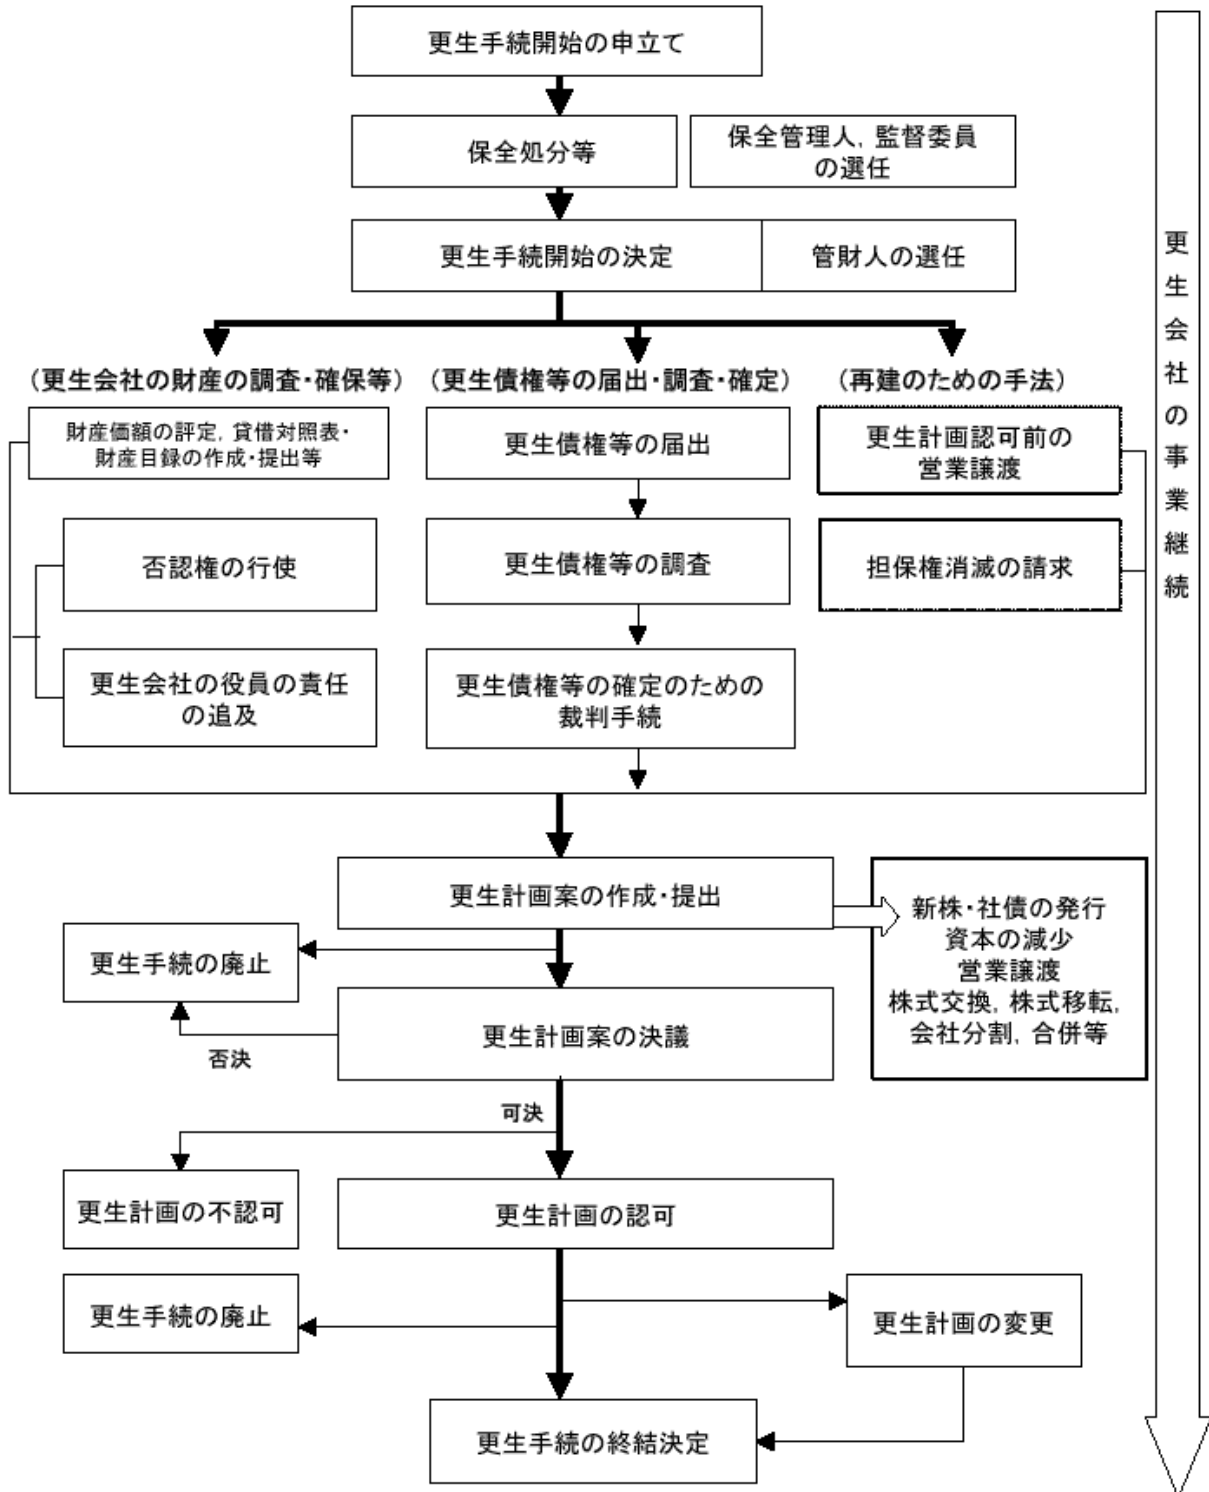 更生手続開始の申立て
保全処分等
保全管理人, 監督委員
の選任
更生手続開始の決定
管財人の選任
(更生会社の財産の調査・確保等)
(更生債権等の届出・調査・確定)
(再建のための手法)
財産価額の評定, 貸借対照表・
財産目録の作成・提出等
更生債権等の届出
更生計画認可前の
営業譲渡
否認権の行使
更生債権等の調査
担保権消滅の請求
更生会社の役員の責任
の追及
更生債権等の確定のための
裁判手続
更生計画案の作成・提出
新株・社債の発行
資本の減少
営業譲渡
株式交換, 株式移転,
会社分割, 合併等
更生手続の廃止
更生計画案の決議
否決
可決
更生計画の不認可
更生計画の認可
更生手続の廃止
更生計画の変更
更生手続の終結決定
更生会社の事業継続